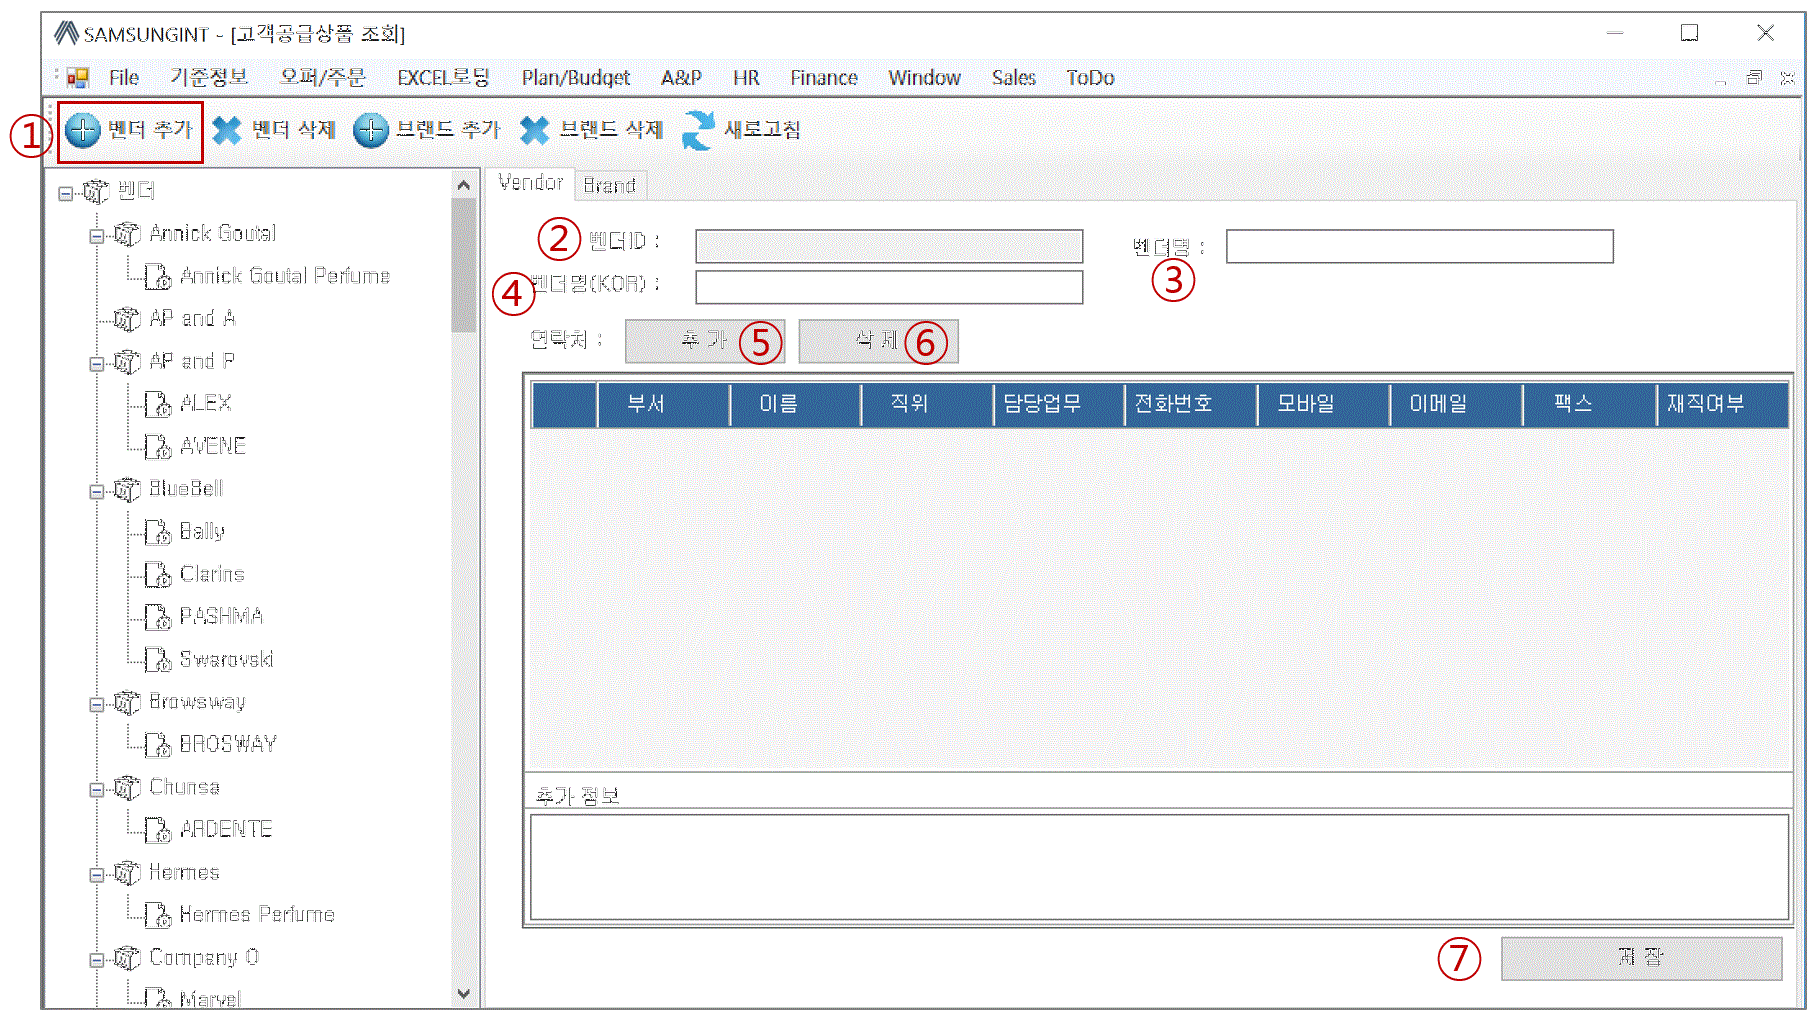 SAMSUNGINT - [고객공급상품 조회]
File 기준정보 오퍼/주문 EXCEL로딩 Plan/Budget A&P HR Finance Window Sales ToDo
① 벤더 추가 벤더 삭제 브랜드 추가 브랜드 삭제 새로고침
벤더
Annick Goutal
Annick Goutal Perfume
AP and A
AP and P
ALEX
AVENE
BlueBell
Bally
Clarins
PASHMA
Swarovski
Browsway
BROSWAY
Chunsa
ARDENTE
Hermes
Hermes Perfume
Company O
Marvel
Vendor Brand
② 벤더ID : 벤더명 : ③
④ 벤더명(KOR) :
연락처 : 추 가 ⑤ 삭 제 ⑥
부서 이름 직위 담당업무 전화번호 모바일 이메일 팩스 재직여부
추가 정보
⑦ 저 장